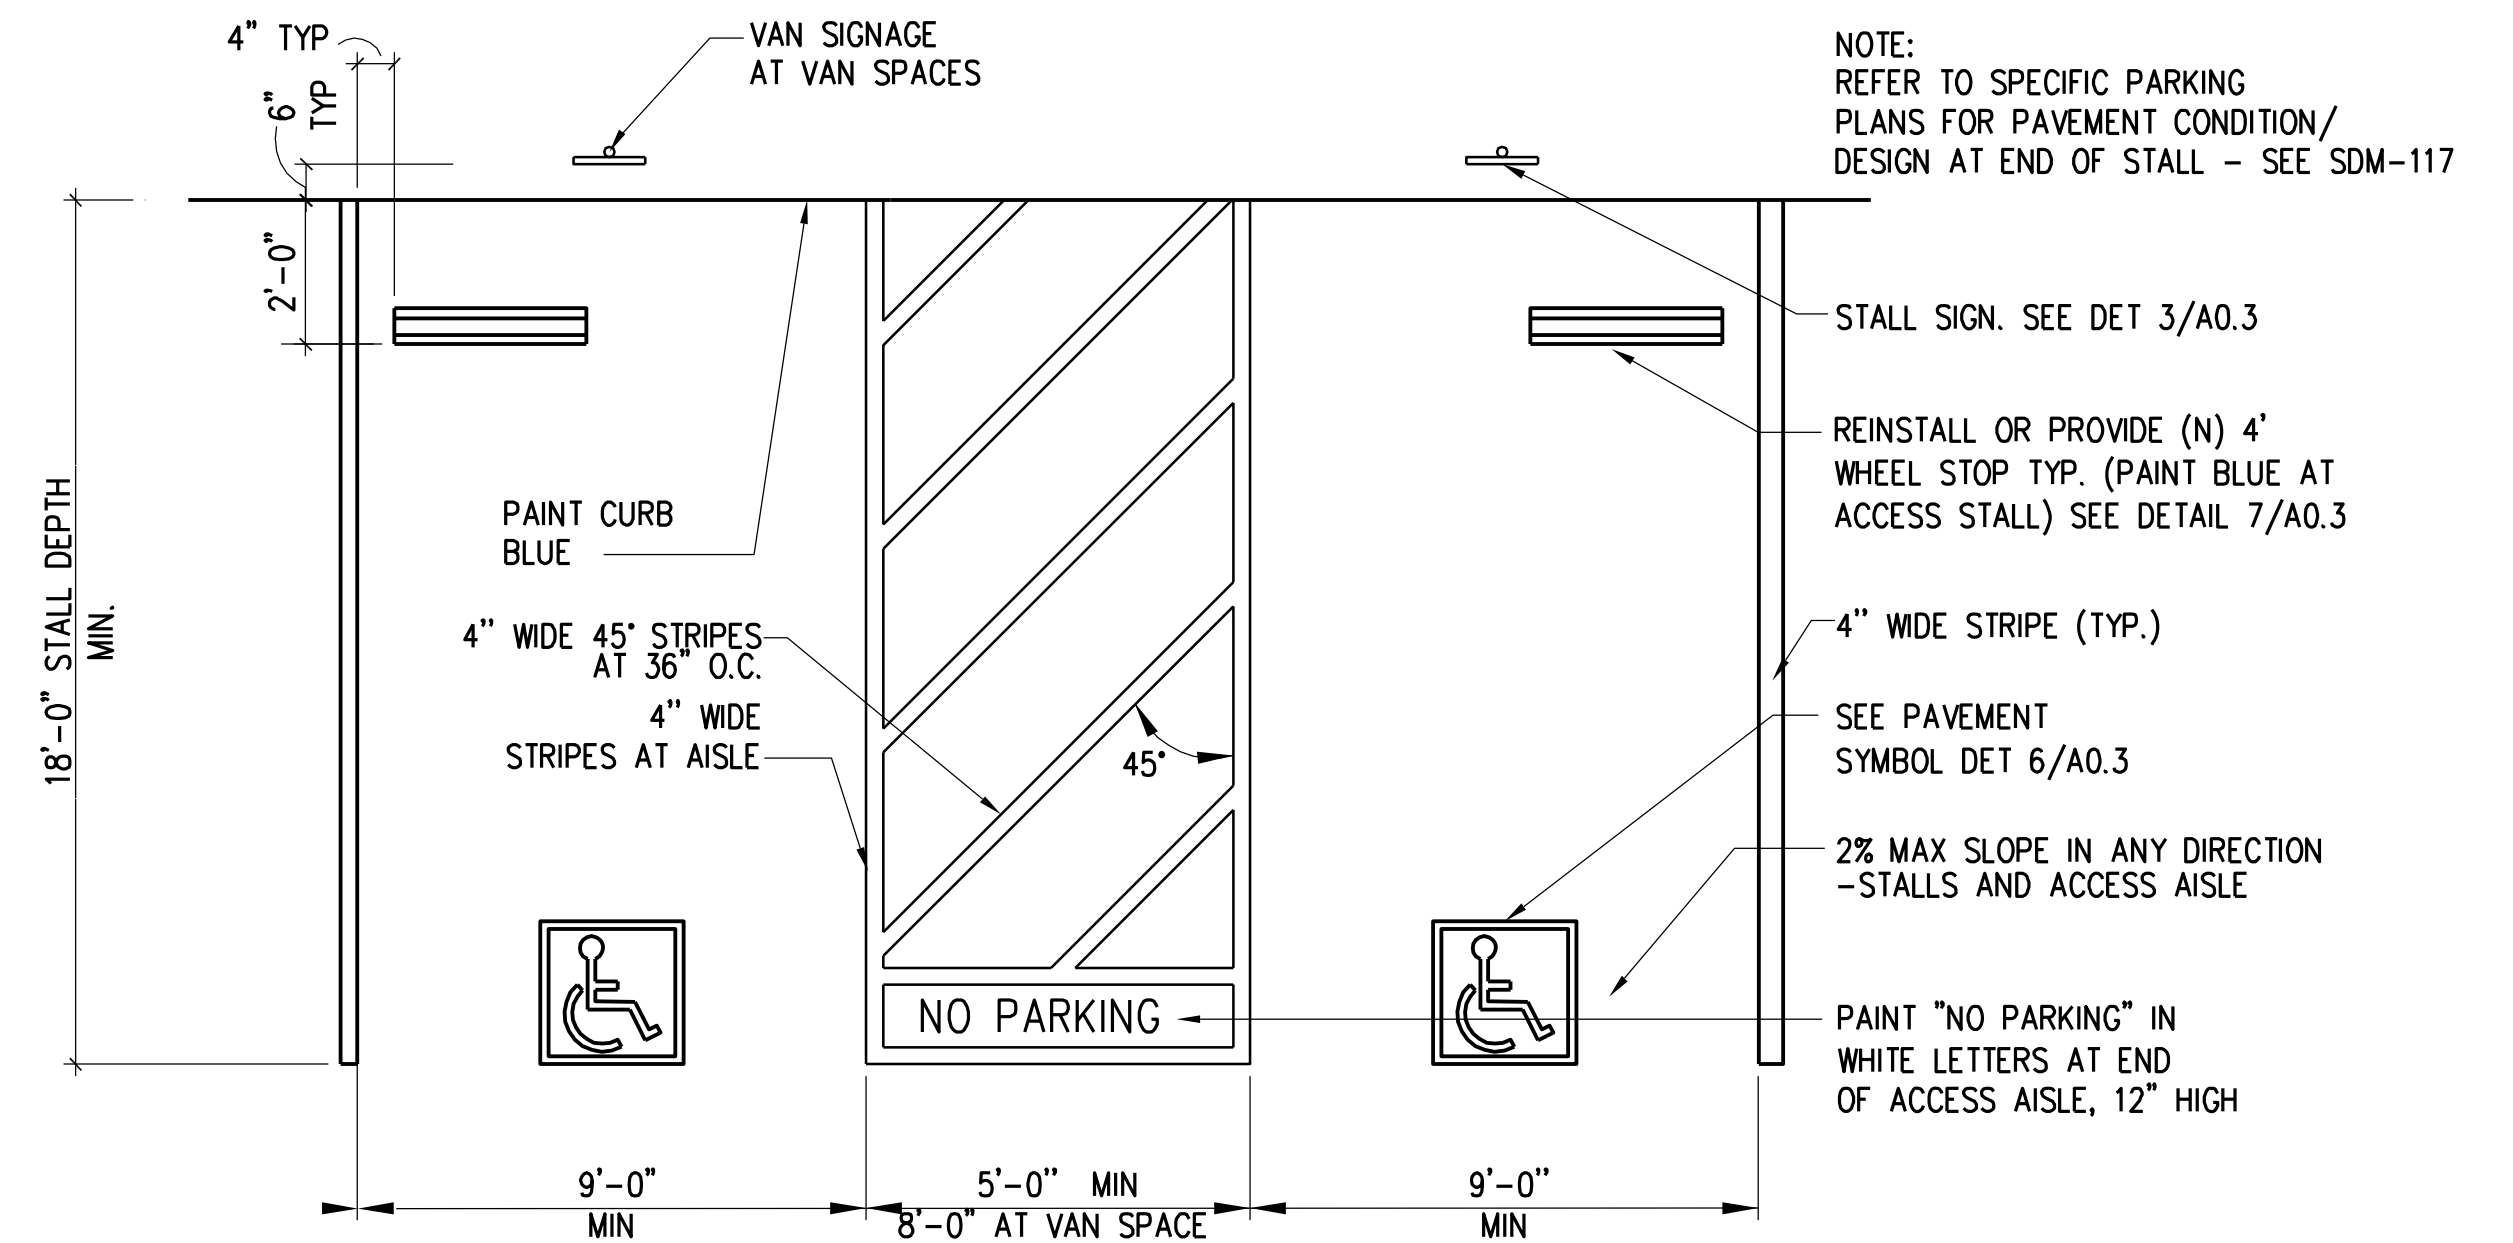 4" TYP
6"
TYP
2'-0"
18'-0" STALL DEPTH
MIN.
VAN SIGNAGE
AT VAN SPACES
PAINT CURB
BLUE
4" WIDE 45° STRIPES
AT 36" O.C.
4" WIDE
STRIPES AT AISLE
45°
NO PARKING
NOTE:
REFER TO SPECIFIC PARKING
PLANS FOR PAVEMENT CONDITION/
DESIGN AT END OF STALL - SEE SDM-117
STALL SIGN. SEE DET 3/A0.3
REINSTALL OR PROVIDE (N) 4'
WHEEL STOP TYP. (PAINT BLUE AT
ACCESS STALL) SEE DETAIL 7/A0.3
4" WIDE STRIPE (TYP.)
SEE PAVEMENT
SYMBOL DET 6/A0.3
2% MAX SLOPE IN ANY DIRECTION
-STALLS AND ACCESS AISLE
PAINT "NO PARKING" IN
WHITE LETTERS AT END
OF ACCESS AISLE, 12" HIGH
9'-0"
MIN
5'-0" MIN
8'-0" AT VAN SPACE
9'-0"
MIN